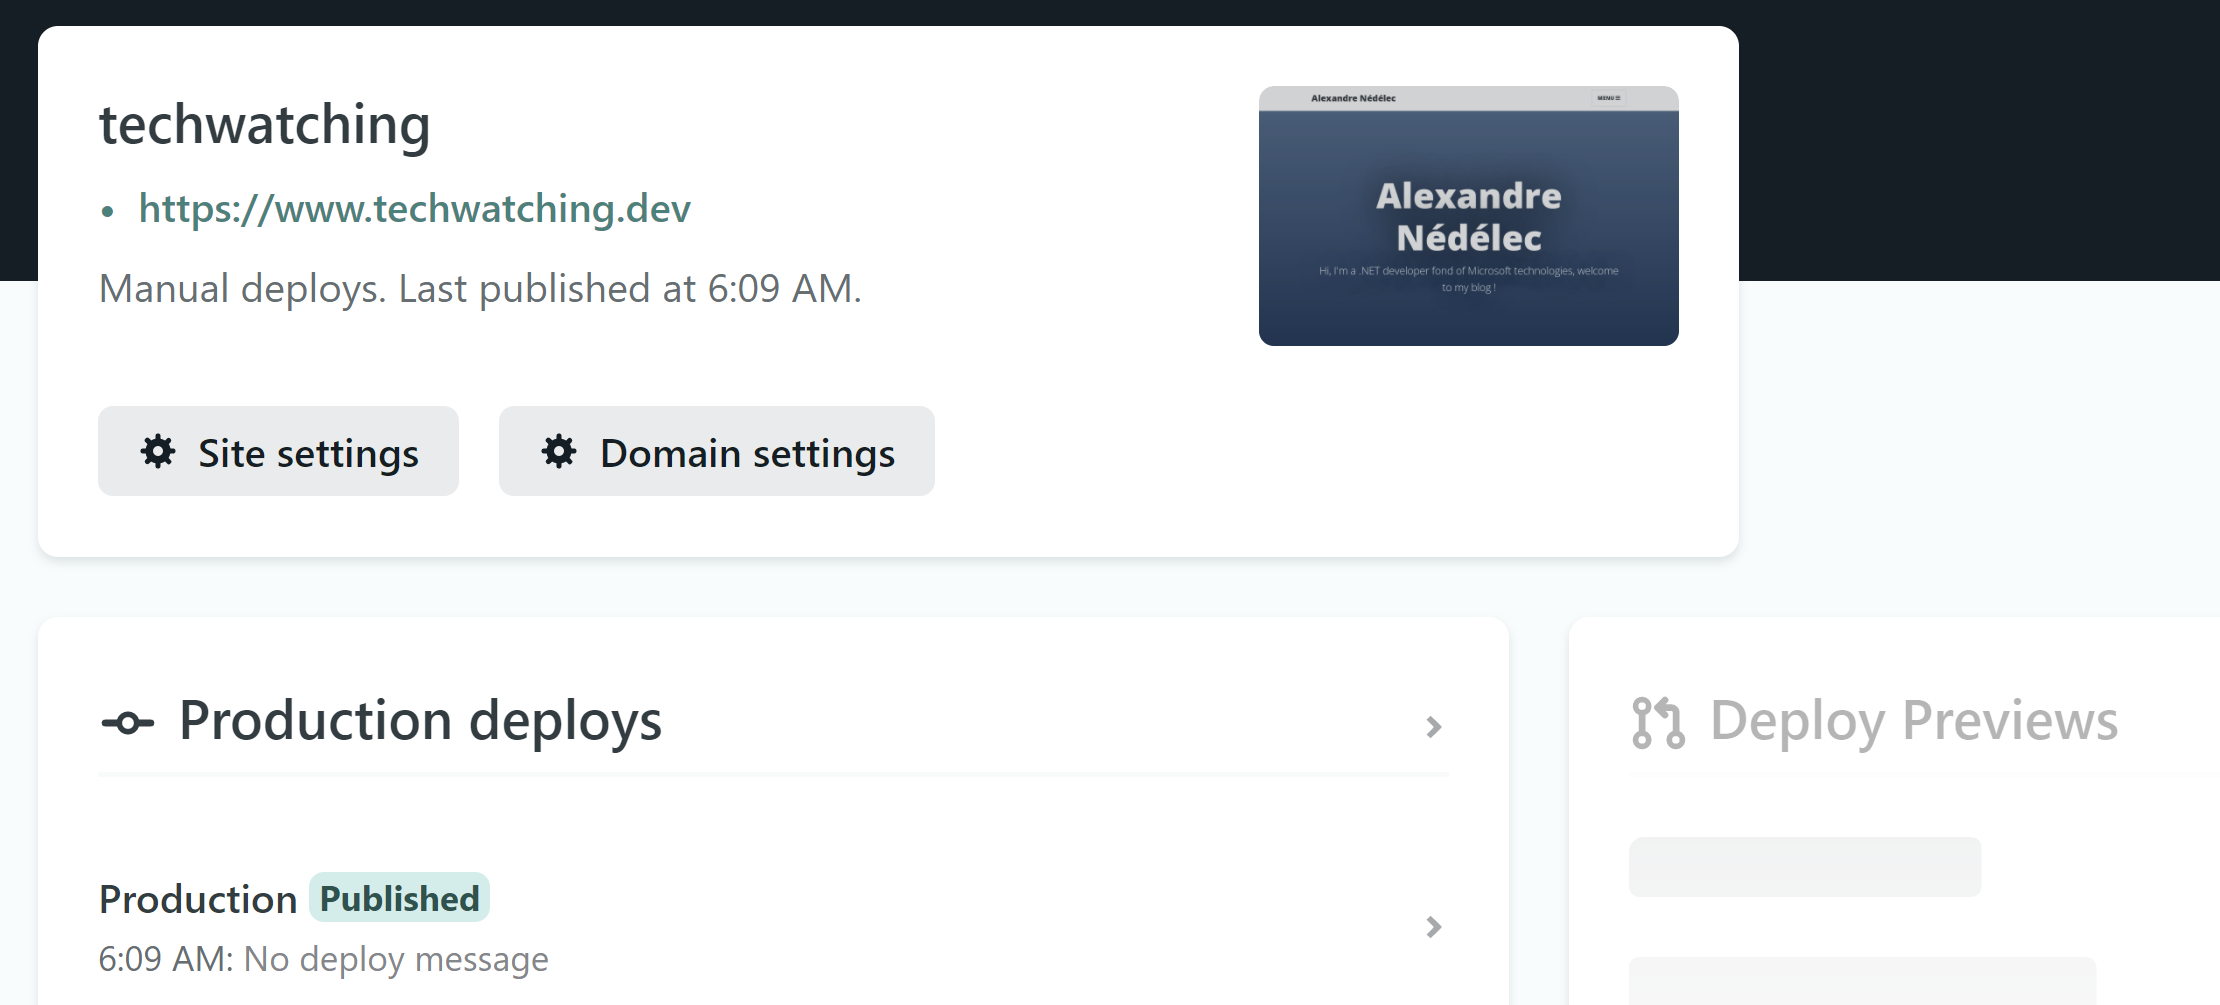 techwatching
• https://www.techwatching.dev
Manual deploys. Last published at 6:09 AM.
Alexandre Nédélec
MENU
Alexandre
Nédélec
Hi, I'm a .NET developer fond of Microsoft technologies, welcome
to my blog !
Site settings
Domain settings
Production deploys
Production Published
6:09 AM: No deploy message
Deploy Previews